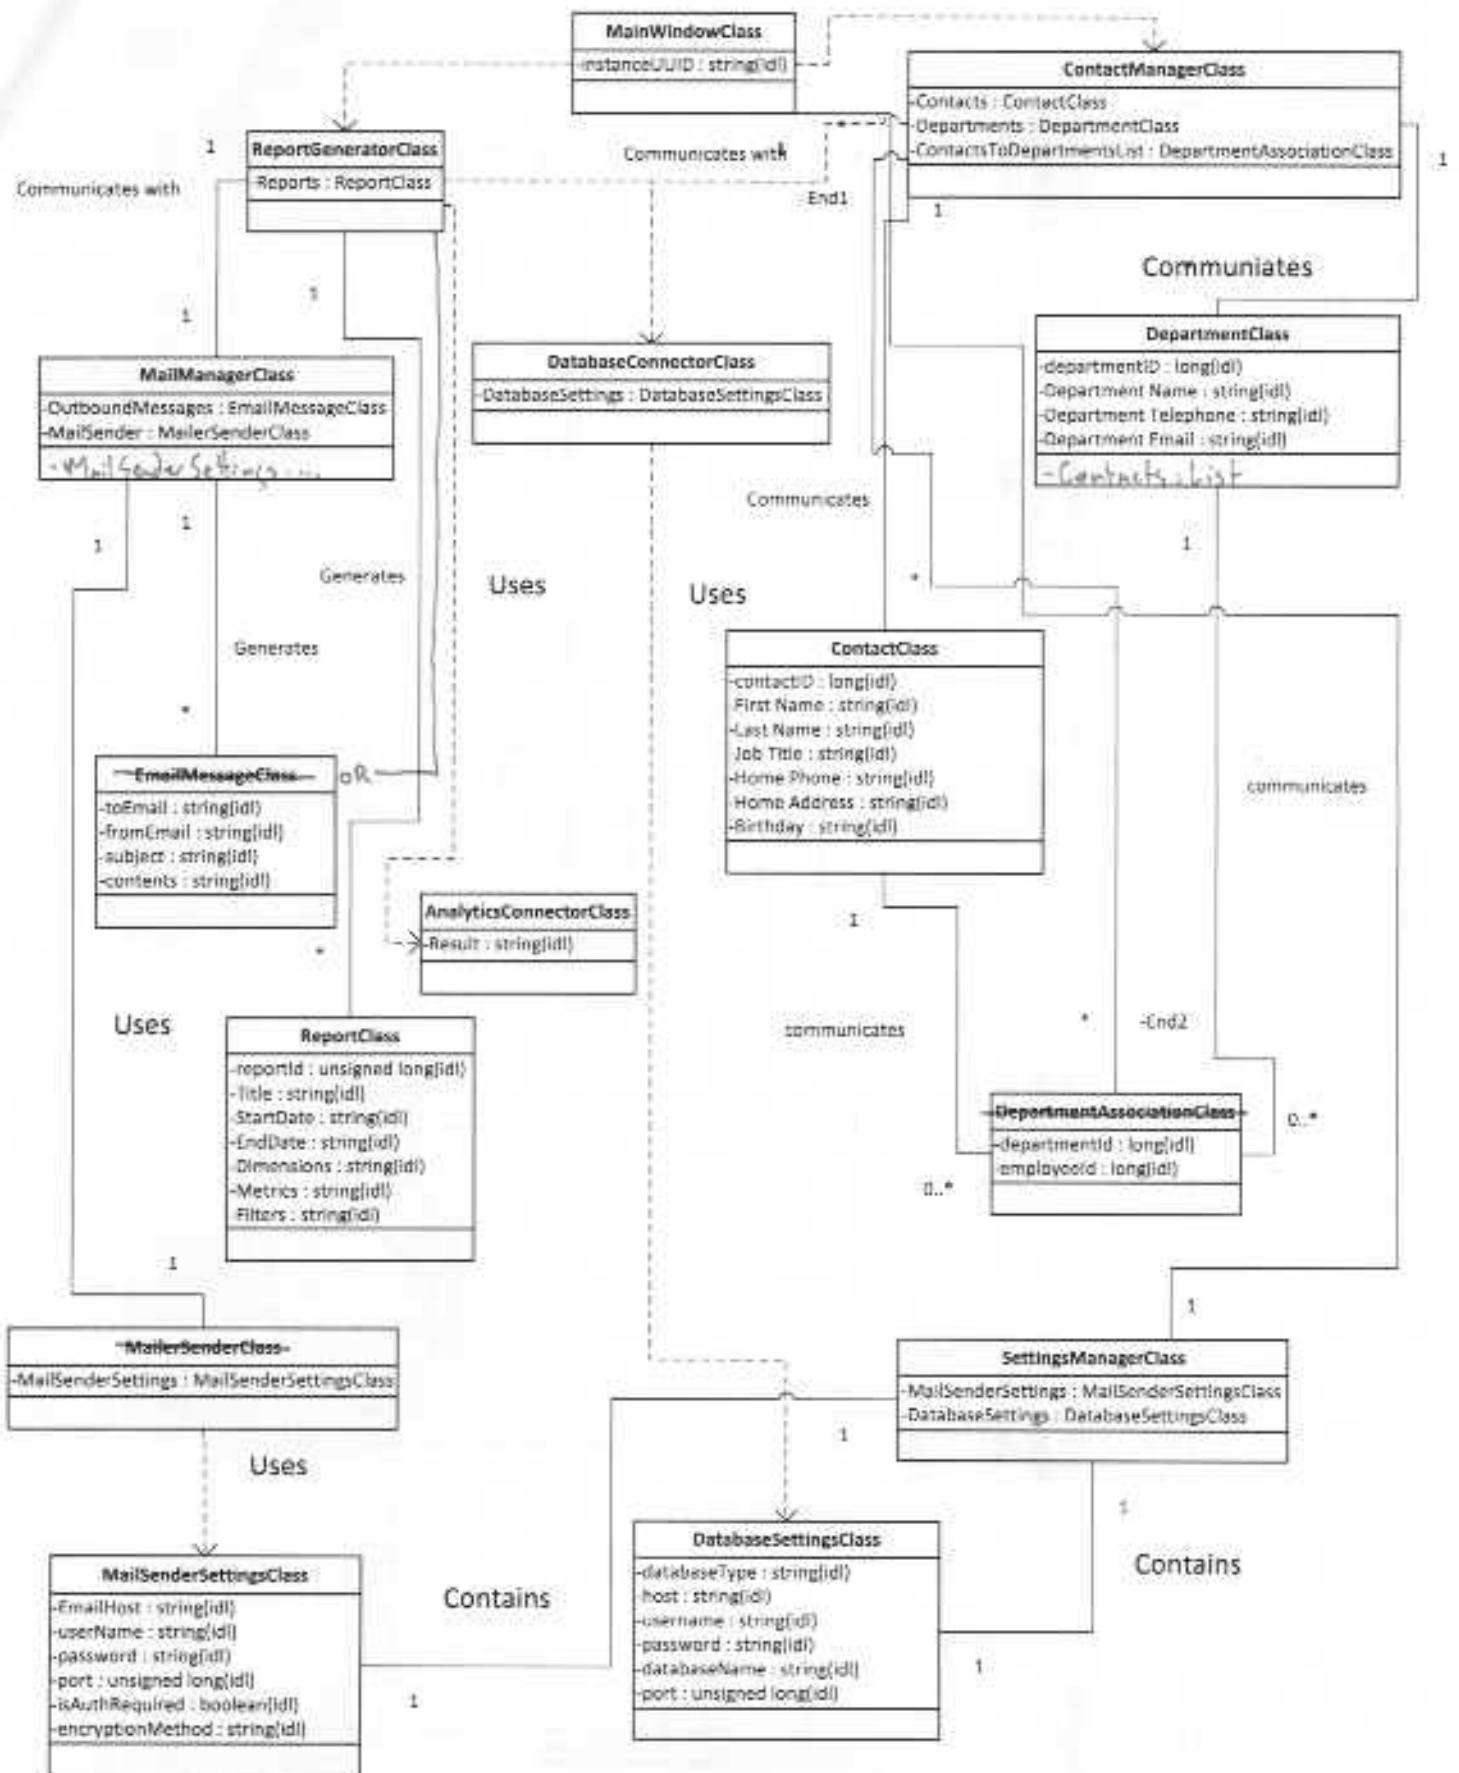 MainWindowClass
-instanceUUID : string(idl)
ContactManagerClass
-Contacts : ContactClass
-Departments : DepartmentClass
-ContactsToDepartmentsList : DepartmentAssociationClass
1
1
ReportGeneratorClass
-Reports : ReportClass
Communicates with
Communicates with
*
End1
1
Communiates
1
1
MailManagerClass
-OutboundMessages : EmailMessageClass
-MailSender : MailerSenderClass
-MailSenderSettings ...
DatabaseConnectorClass
-DatabaseSettings : DatabaseSettingsClass
DepartmentClass
-departmentID : long(idl)
-Department Name : string(idl)
-Department Telephone : string(idl)
-Department Email : string(idl)
-Contacts : List
1
1
Communicates
1
Generates
Uses
Uses
*
Generates
*
ContactClass
-contactID : long(idl)
-First Name : string(idl)
-Last Name : string(idl)
-Job Title : string(idl)
-Home Phone : string(idl)
-Home Address : string(idl)
-Birthday : string(idl)
EmailMessageClass
OR
-toEmail : string(idl)
-fromEmail : string(idl)
-subject : string(idl)
-contents : string(idl)
communicates
AnalyticsConnectorClass
-Result : string(idl)
1
*
Uses
ReportClass
-reportId : unsigned long(idl)
-Title : string(idl)
-StartDate : string(idl)
-EndDate : string(idl)
-Dimensions : string(idl)
-Metrics : string(idl)
-Filters : string(idl)
communicates
*
-End2
DepartmentAssociationClass
-departmentId : long(idl)
-employeeId : long(idl)
0..*
0..*
1
1
MailerSenderClass
-MailSenderSettings : MailSenderSettingsClass
SettingsManagerClass
-MailSenderSettings : MailSenderSettingsClass
-DatabaseSettings : DatabaseSettingsClass
1
Uses
1
MailSenderSettingsClass
-EmailHost : string(idl)
-userName : string(idl)
-password : string(idl)
-port : unsigned long(idl)
-isAuthRequired : boolean(idl)
-encryptionMethod : string(idl)
Contains
DatabaseSettingsClass
-databaseType : string(idl)
-host : string(idl)
-username : string(idl)
-password : string(idl)
-databaseName : string(idl)
-port : unsigned long(idl)
Contains
1
1